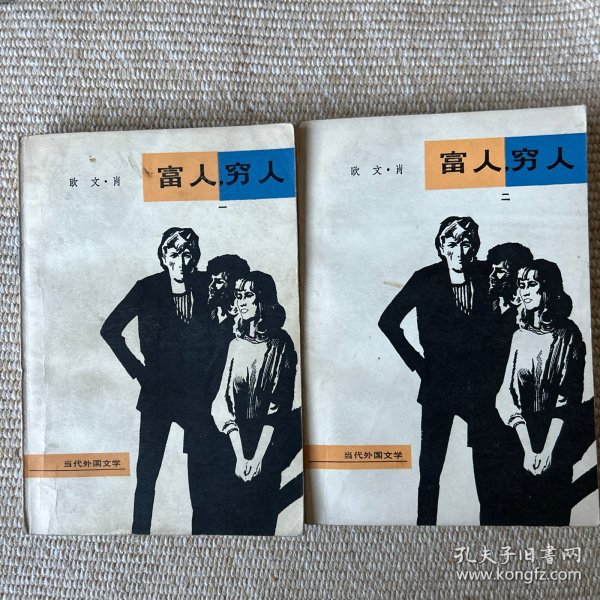 欧文·肖
富人,穷人
一
当代外国文学
欧文·肖
富人,穷人
二
当代外国文学
孔夫子旧书网
www.kongfz.com